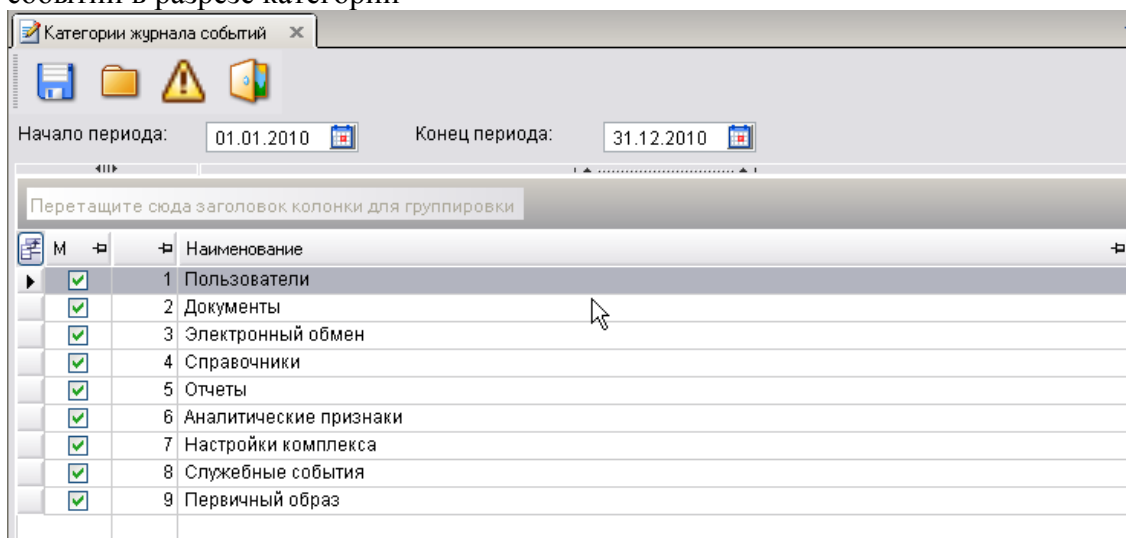 событий в разрезе категорий
Категории журнала событий
Начало периода: 01.01.2010 Конец периода: 31.12.2010
Перетащите сюда заголовок колонки для группировки
М Наименование
1 Пользователи
2 Документы
3 Электронный обмен
4 Справочники
5 Отчеты
6 Аналитические признаки
7 Настройки комплекса
8 Служебные события
9 Первичный образ